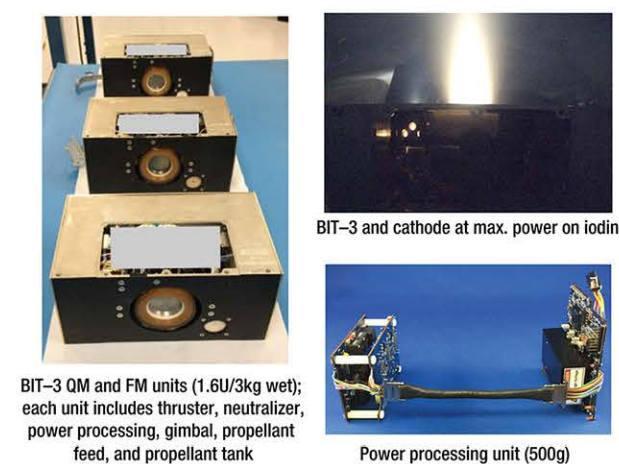 BIT–3 QM and FM units (1.6U/3kg wet);
each unit includes thruster, neutralizer,
power processing, gimbal, propellant
feed, and propellant tank
BIT–3 and cathode at max. power on iodin
Power processing unit (500g)